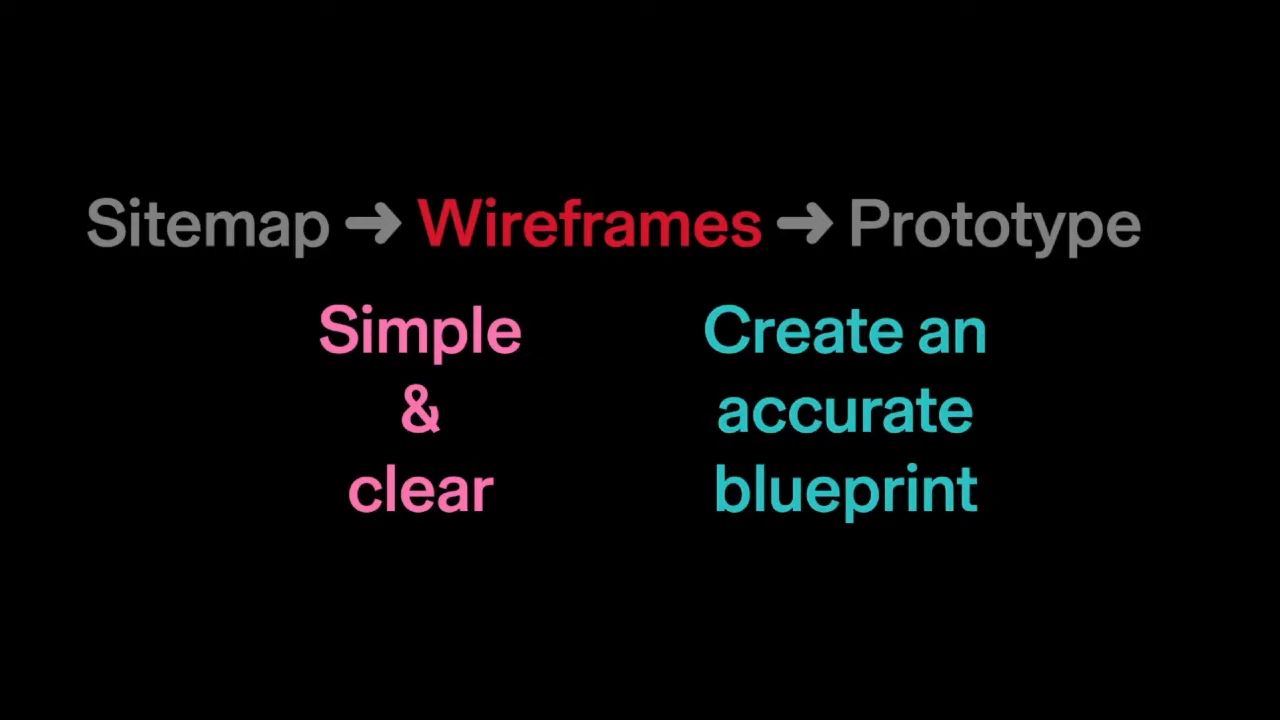 Sitemap ➜ Wireframes ➜ Prototype
Simple
&
clear
Create an
accurate
blueprint